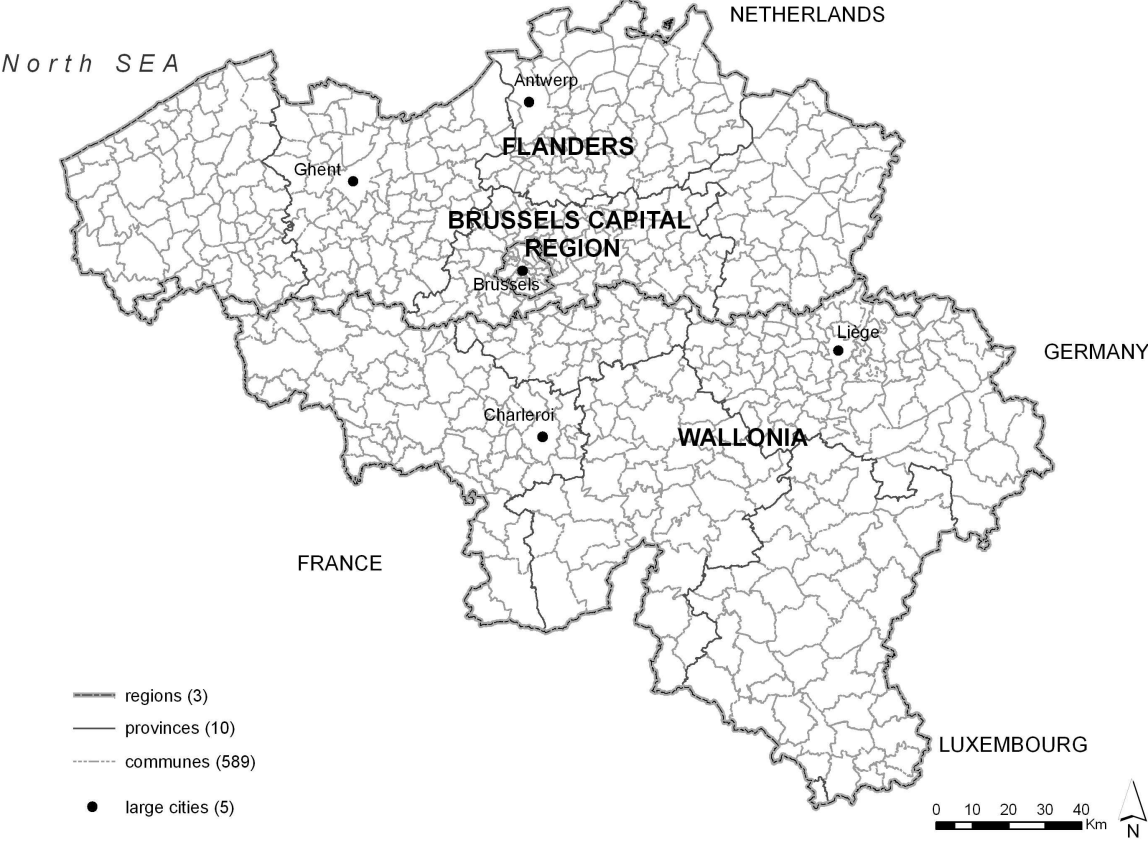 NETHERLANDS
North SEA
Antwerp
FLANDERS
Ghent
BRUSSELS CAPITAL
REGION
Brussels
Liège
GERMANY
Charleroi
WALLONIA
FRANCE
regions (3)
provinces (10)
communes (589)
large cities (5)
LUXEMBOURG
0 10 20 30 40
Km
N